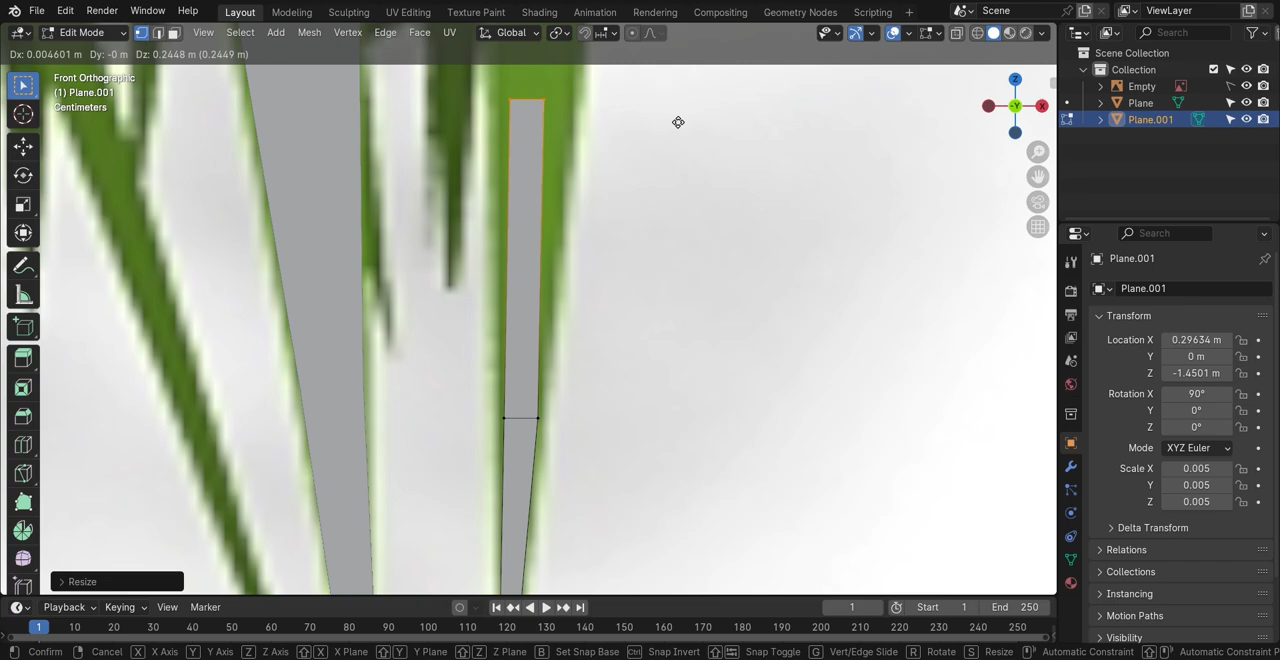 File Edit Render Window Help Layout Modeling Sculpting UV Editing Texture Paint Shading Animation Rendering Compositing Geometry Nodes Scripting + Scene ViewLayer
Edit Mode View Select Add Mesh Vertex Edge Face UV Global Search
Dx: 0.004601 m Dy: -0 m Dz: 0.2448 m (0.2449 m)
Front Orthographic
(1) Plane.001
Centimeters
Z
-Y X
Scene Collection
Collection
Empty
Plane
Plane.001
Search
Plane.001
Plane.001
Transform
Location X 0.29634 m
Y 0 m
Z -1.4501 m
Rotation X 90°
Y 0°
Z 0°
Mode XYZ Euler
Scale X 0.005
Y 0.005
Z 0.005
Delta Transform
Relations
Collections
Instancing
Motion Paths
Visibility
Resize
Playback Keying View Marker 1 Start 1 End 250
1 10 20 30 40 50 60 70 80 90 100 110 120 130 140 150 160 170 180 190 200 210 220 230 240 250
Confirm Cancel X X Axis Y Y Axis Z Z Axis X X Plane Y Y Plane Z Z Plane B Set Snap Base Ctrl Snap Invert Snap Toggle G Vert/Edge Slide R Rotate S Resize Automatic Constraint Automatic Constraint P